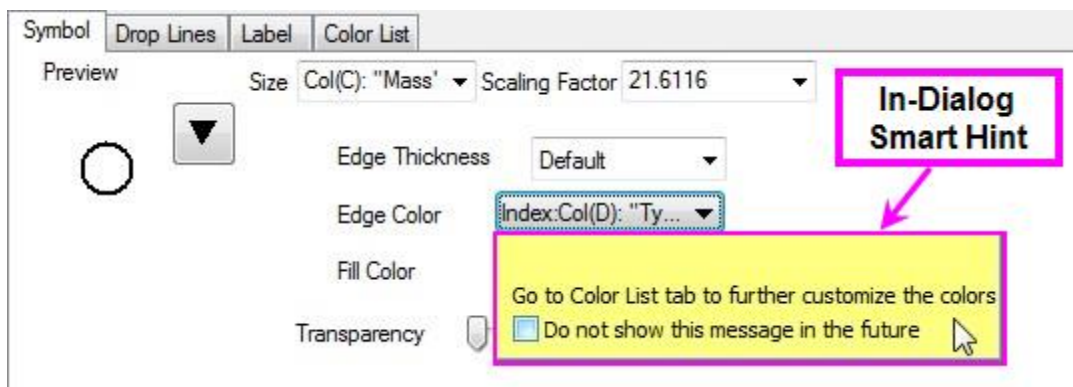 Symbol Drop Lines Label Color List
Preview Size Col(C): "Mass' Scaling Factor 21.6116
In-Dialog
Smart Hint
Edge Thickness Default
Edge Color Index:Col(D): "Ty...
Fill Color
Go to Color List tab to further customize the colors
Transparency Do not show this message in the future